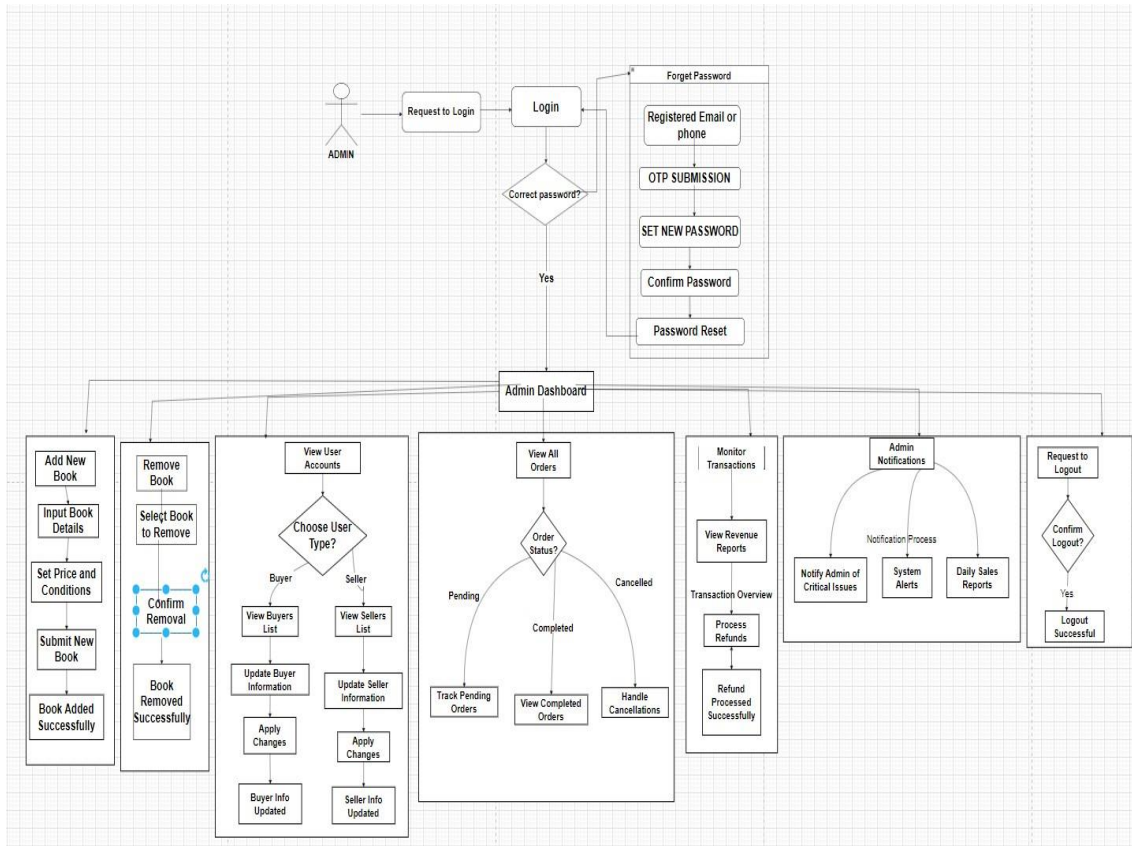 Forget Password
Registered Email or
phone
OTP SUBMISSION
SET NEW PASSWORD
Confirm Password
Password Reset
ADMIN
Request to Login
Login
Correct password?
Yes
Admin Dashboard
Add New
Book
Input Book
Details
Set Price and
Conditions
Submit New
Book
Book Added
Successfully
Remove
Book
Select Book
to Remove
Confirm
Removal
Book
Removed
Successfully
View User
Accounts
Choose User
Type?
Buyer
Seller
View Buyers
List
View Sellers
List
Update Buyer
Information
Update Seller
Information
Apply
Changes
Apply
Changes
Buyer Info
Updated
Seller Info
Updated
View All
Orders
Order
Status?
Pending
Completed
Cancelled
Track Pending
Orders
View Completed
Orders
Handle
Cancellations
Monitor
Transactions
View Revenue
Reports
Transaction Overview
Process
Refunds
Refund
Processed
Successfully
Admin
Notifications
Notification Process
Notify Admin of
Critical Issues
System
Alerts
Daily Sales
Reports
Request to
Logout
Confirm
Logout?
Yes
Logout
Successful